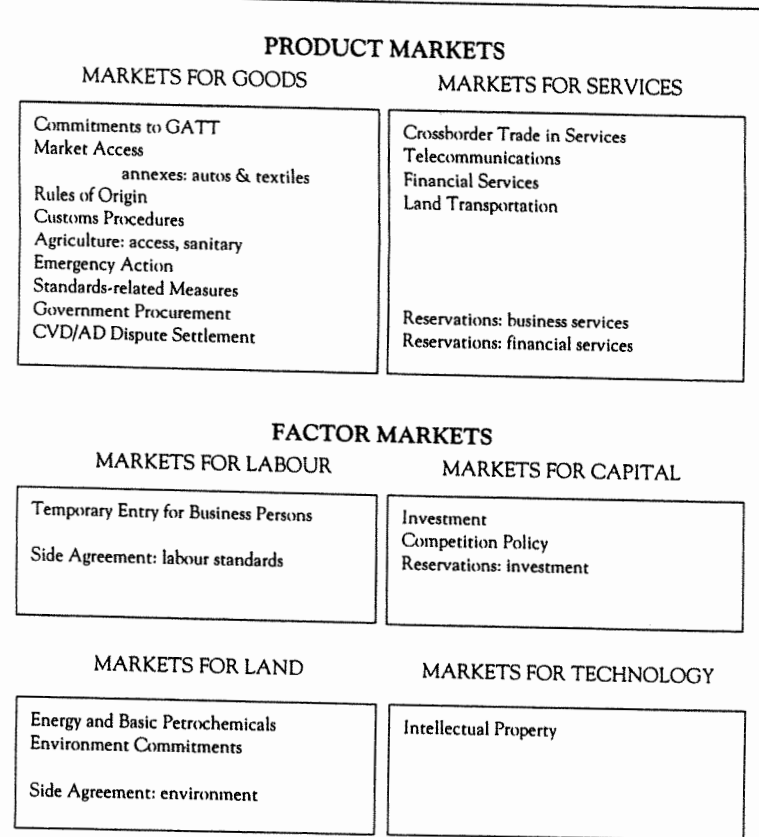 PRODUCT MARKETS
MARKETS FOR GOODS
Commitments to GATT
Market Access
annexes: autos & textiles
Rules of Origin
Customs Procedures
Agriculture: access, sanitary
Emergency Action
Standards-related Measures
Government Procurement
CVD/AD Dispute Settlement
MARKETS FOR SERVICES
Crossborder Trade in Services
Telecommunications
Financial Services
Land Transportation
Reservations: business services
Reservations: financial services
FACTOR MARKETS
MARKETS FOR LABOUR
Temporary Entry for Business Persons
Side Agreement: labour standards
MARKETS FOR CAPITAL
Investment
Competition Policy
Reservations: investment
MARKETS FOR LAND
Energy and Basic Petrochemicals
Environment Commitments
Side Agreement: environment
MARKETS FOR TECHNOLOGY
Intellectual Property